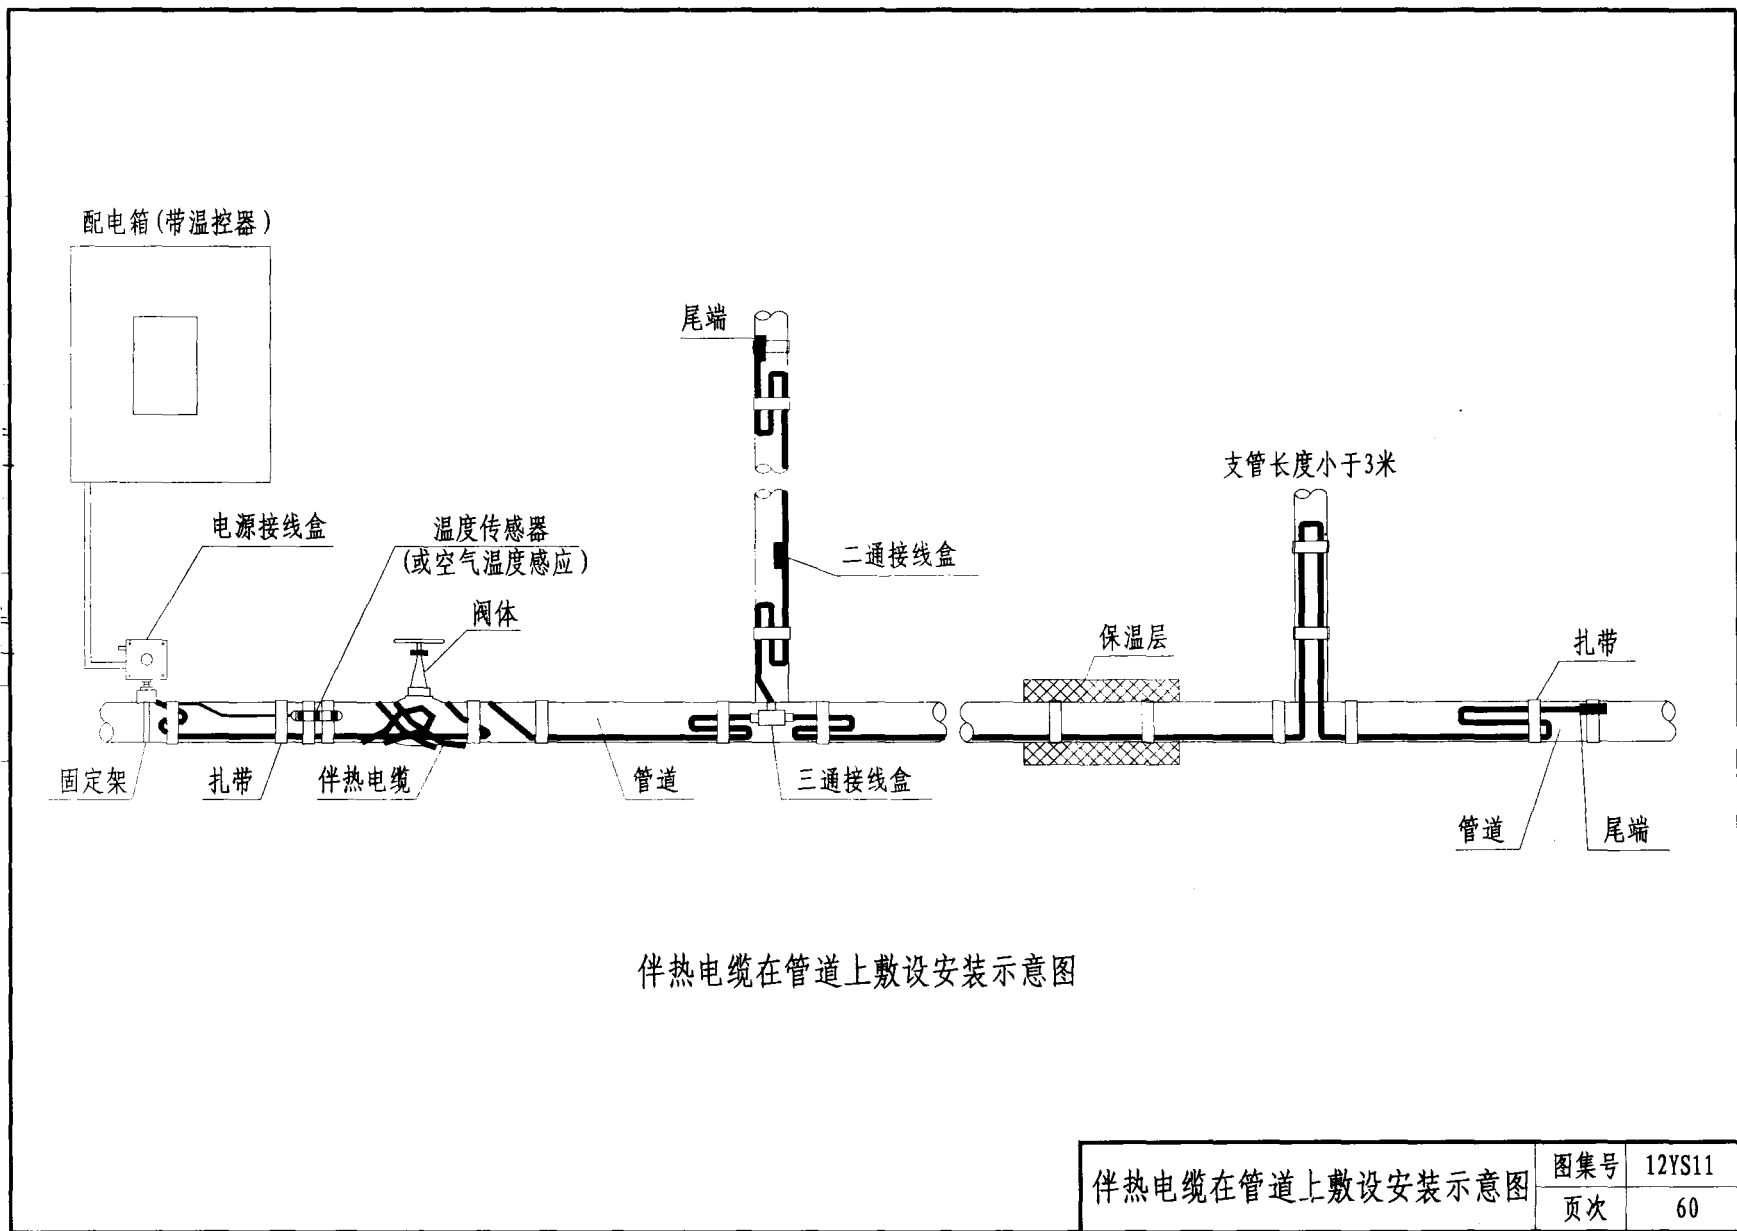 配电箱(带温控器)
尾端
支管长度小于3米
电源接线盒
温度传感器
(或空气温度感应)
二通接线盒
阀体
保温层
扎带
固定架
扎带
伴热电缆
管道
三通接线盒
管道
尾端
伴热电缆在管道上敷设安装示意图
伴热电缆在管道上敷设安装示意图
图集号 12YS11
页次 60